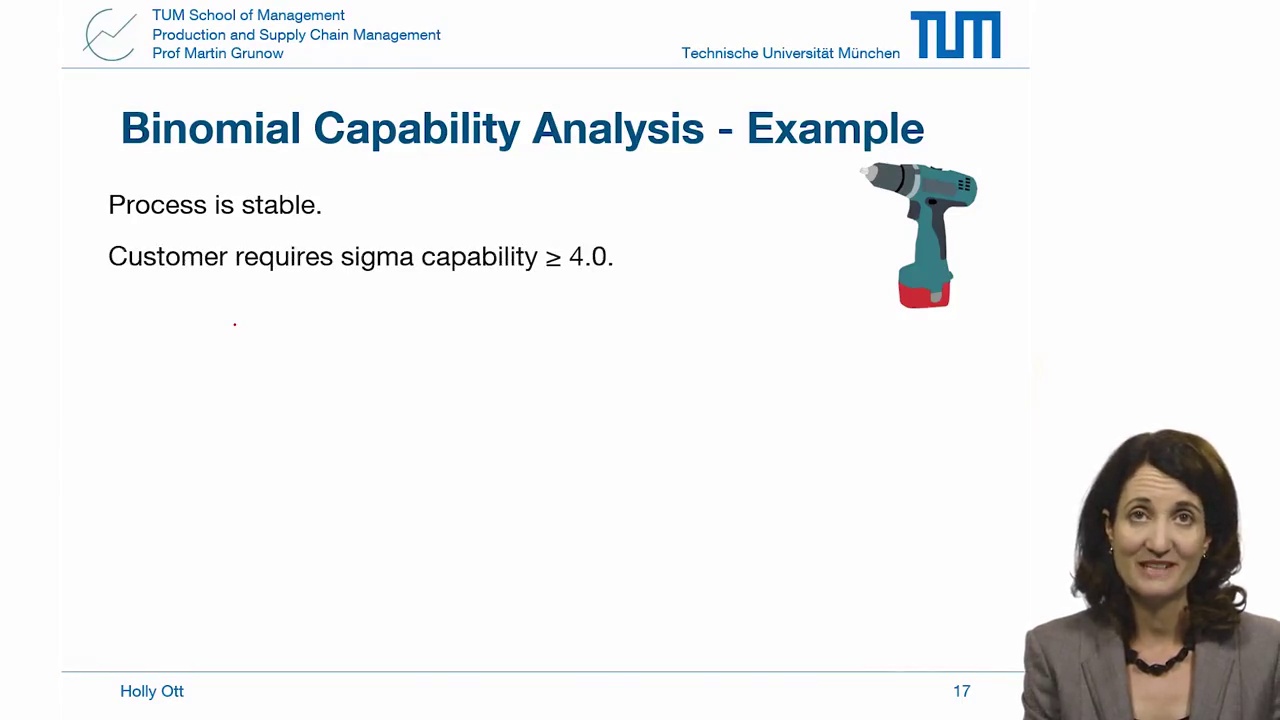 TUM School of Management
Production and Supply Chain Management
Prof Martin Grunow
Technische Universität München
TUM
Binomial Capability Analysis - Example
Process is stable.
Customer requires sigma capability ≥ 4.0.
Holly Ott
17